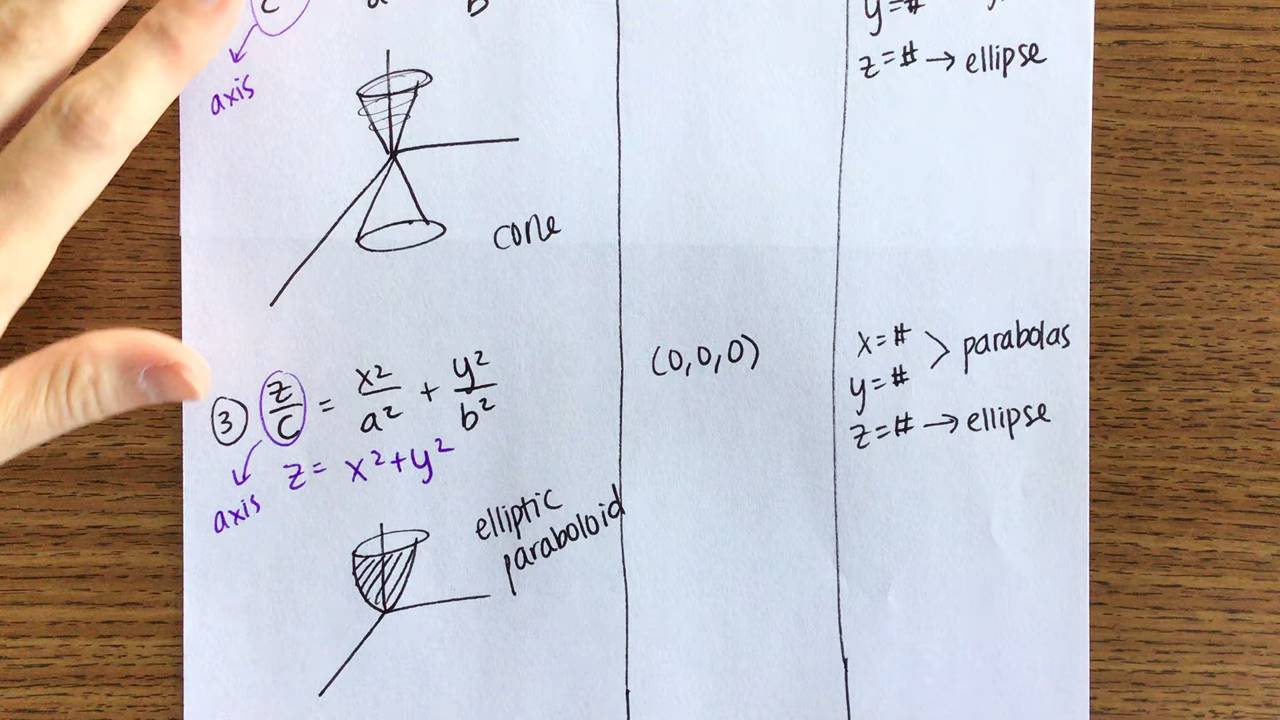 y=#
z=# → ellipse
axis
cone
③ z/c = x²/a² + y²/b²
axis
z= x²+y²
elliptic
paraboloid
(0,0,0)
x=#
y=# > parabolas
z=# → ellipse